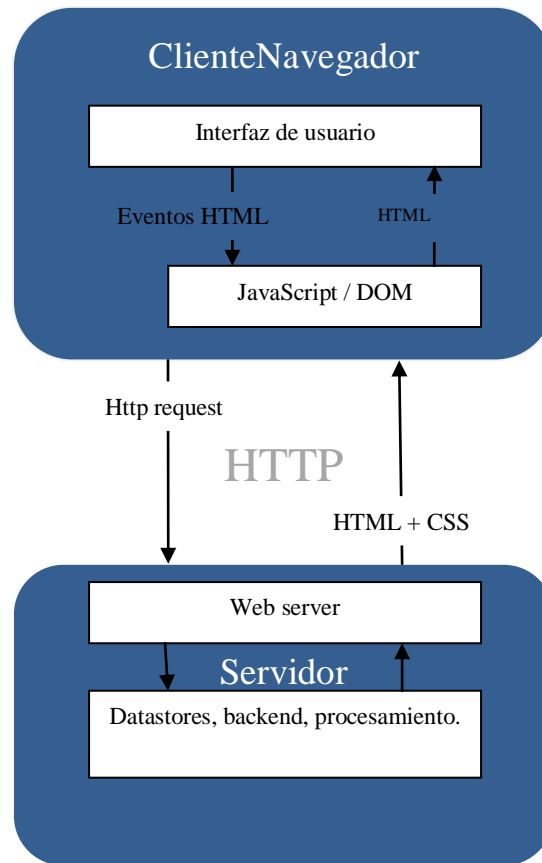 ClienteNavegador
Interfaz de usuario
Eventos HTML
HTML
JavaScript / DOM
Http request
HTTP
HTML + CSS
Web server
Servidor
Datastores, backend, procesamiento.